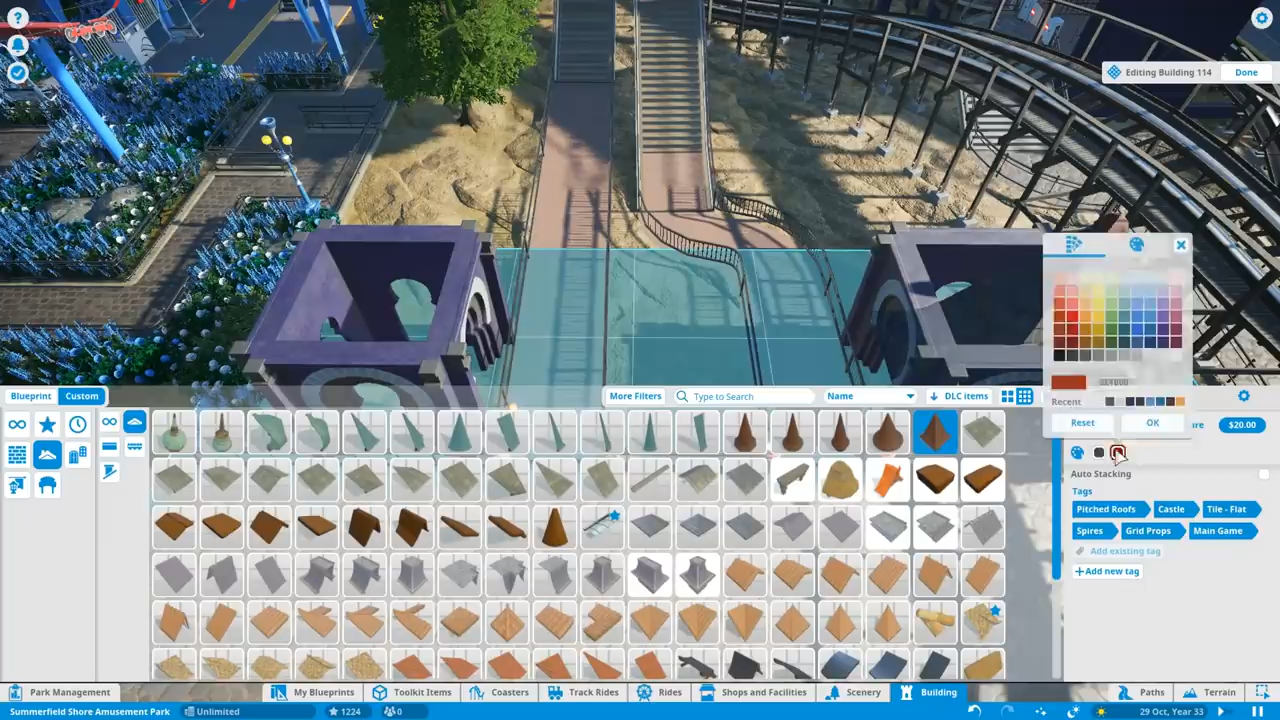 Editing Building 114
Done
Blueprint
Custom
More Filters
Type to Search
Name
DLC items
Recent
Reset
OK
$20.00
Auto Stacking
Tags
Pitched Roofs
Castle
Tile - Flat
Spires
Grid Props
Main Game
Add existing tag
+Add new tag
Park Management
My Blueprints
Toolkit Items
Coasters
Track Rides
Rides
Shops and Facilities
Scenery
Building
Paths
Terrain
Summerfield Shore Amusement Park
Unlimited
1224
0
29 Oct, Year 33